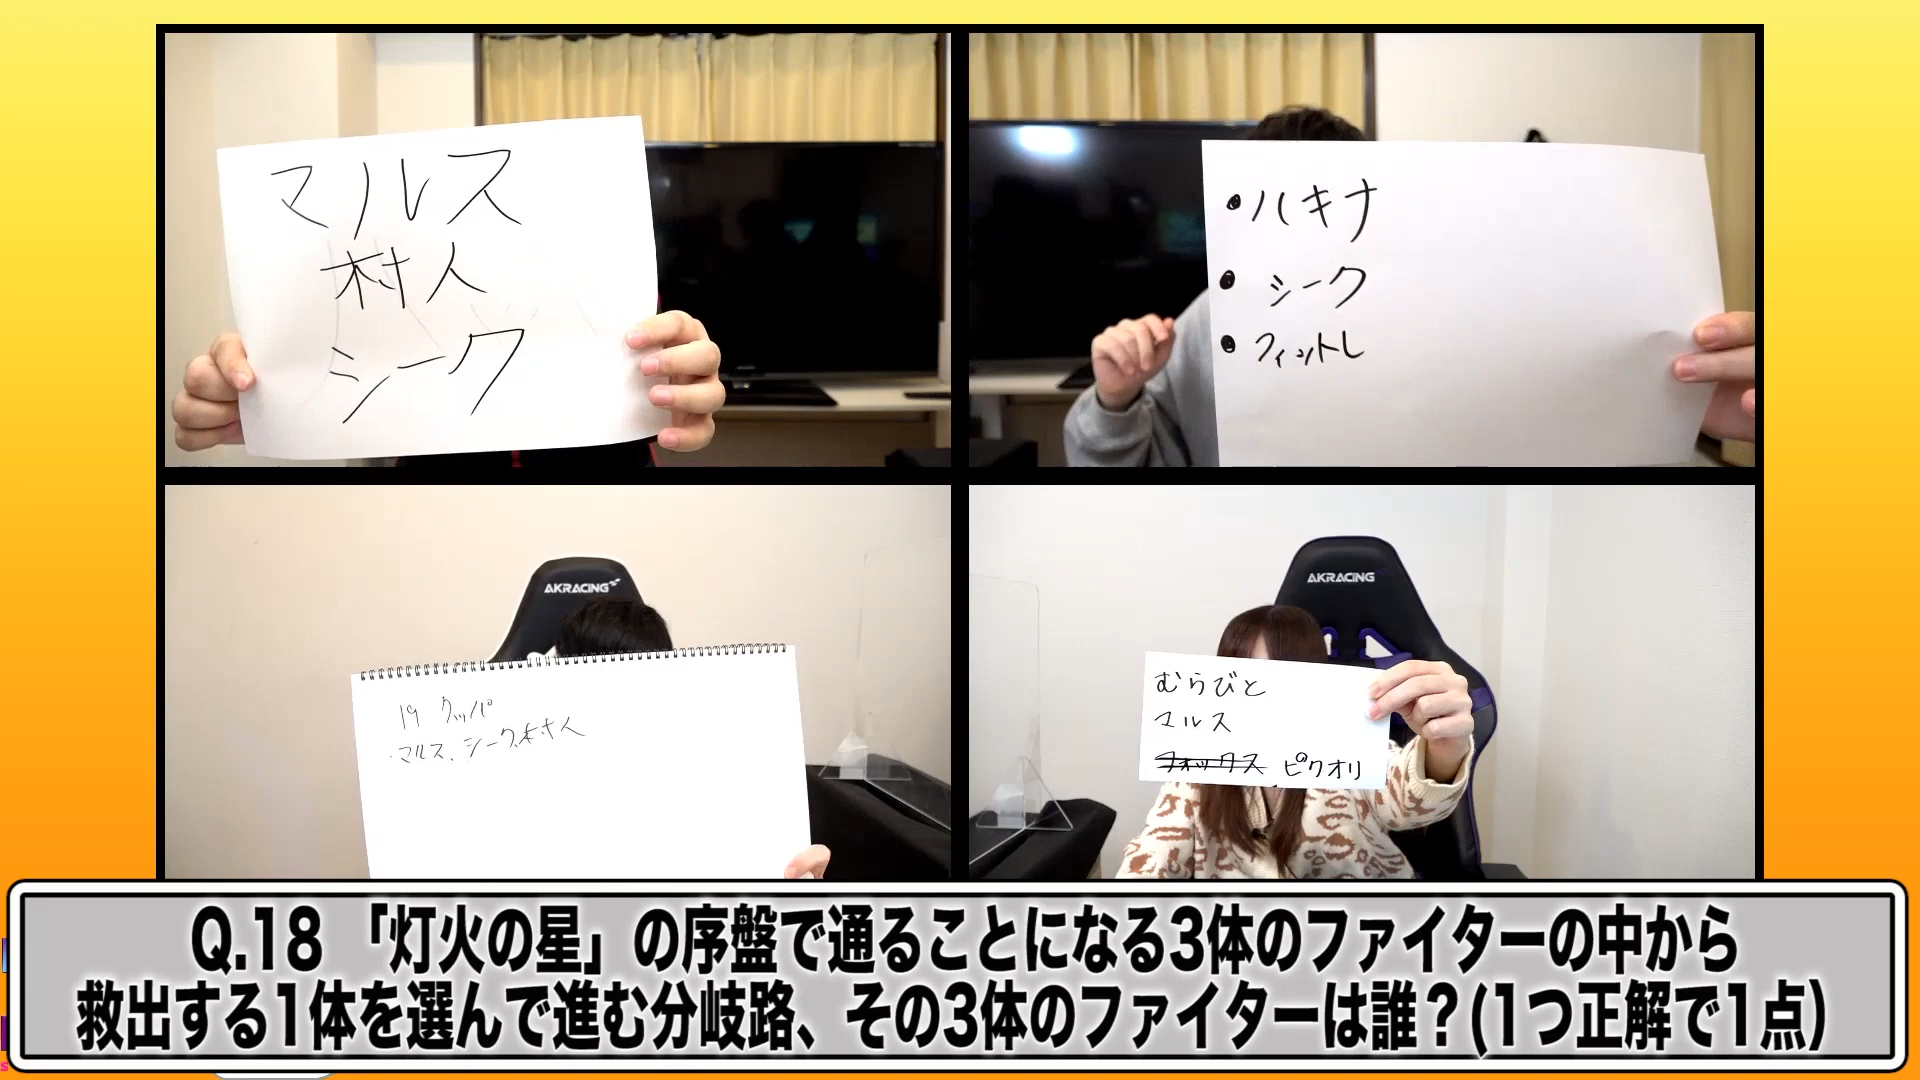 マルス
村人
シーク
・ハキナ
・シーク
・フィットレ
AKRACING
19 クッパ
・マルス、シーク、村人
AKRACING
むらびと
マルス
フォックス ピクオリ
Q.18 「灯火の星」の序盤で通ることになる3体のファイターの中から
救出する1体を選んで進む分岐路、その3体のファイターは誰？(1つ正解で1点)